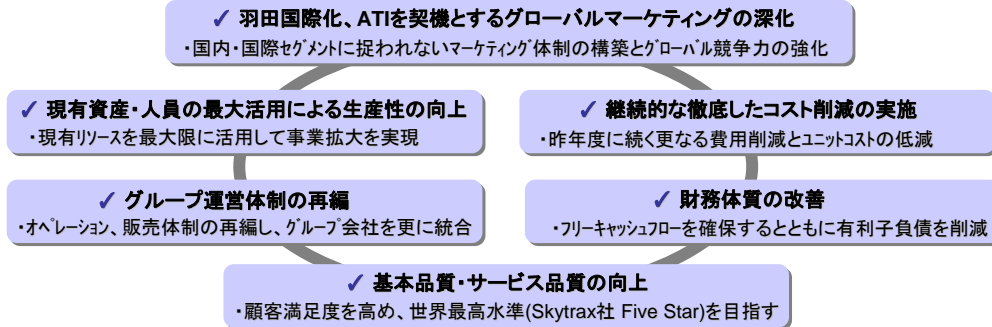 ✓ 羽田国際化、ATIを契機とするグローバルマーケティングの深化
・国内・国際セグメントに捉われないマーケティング体制の構築とグローバル競争力の強化
✓ 現有資産・人員の最大活用による生産性の向上
・現有リソースを最大限に活用して事業拡大を実現
✓ 継続的な徹底したコスト削減の実施
・昨年度に続く更なる費用削減とユニットコストの低減
✓ グループ運営体制の再編
・オペレーション、販売体制の再編し、グループ会社を更に統合
✓ 財務体質の改善
・フリーキャッシュフローを確保するとともに有利子負債を削減
✓ 基本品質・サービス品質の向上
・顧客満足度を高め、世界最高水準(Skytrax社 Five Star)を目指す